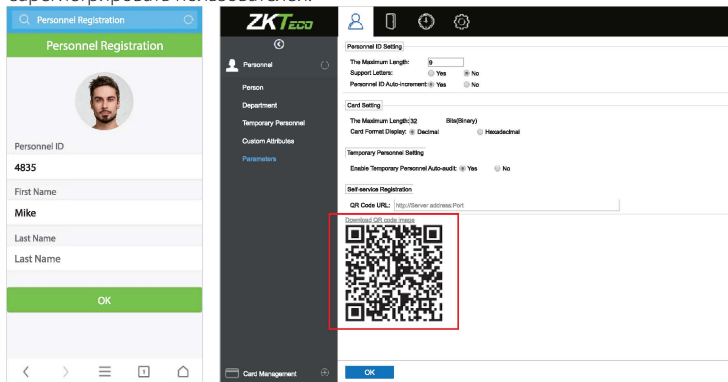 зарегистрировать пользователей.
Personnel Registration
Personnel Registration
Personnel ID
4835
First Name
Mike
Last Name
Last Name
OK
1
ZKTeco
Personnel
Person
Department
Temporary Personnel
Custom Attributes
Parameters
Card Management
Personnel ID Setting
The Maximum Length: 9
Support Letters: Yes No
Personnel ID Auto-increment: Yes No
Card Setting
The Maximum Length:32 Bits(Binary)
Card Format Display: Decimal Hexadecimal
Temporary Personnel Setting
Enable Temporary Personnel Auto-audit: Yes No
Self-service Registration
QR Code URL: http://Server address:Port
Download QR code image
OK